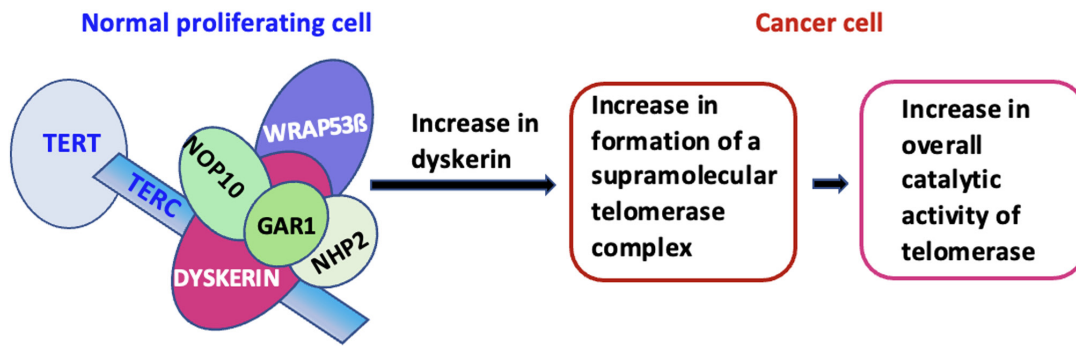 Normal proliferating cell
Cancer cell
TERT
TERC
NOP10
WRAP53ß
GAR1
NHP2
DYSKERIN
Increase in
dyskerin
Increase in
formation of a
supramolecular
telomerase
complex
Increase in
overall
catalytic
activity of
telomerase